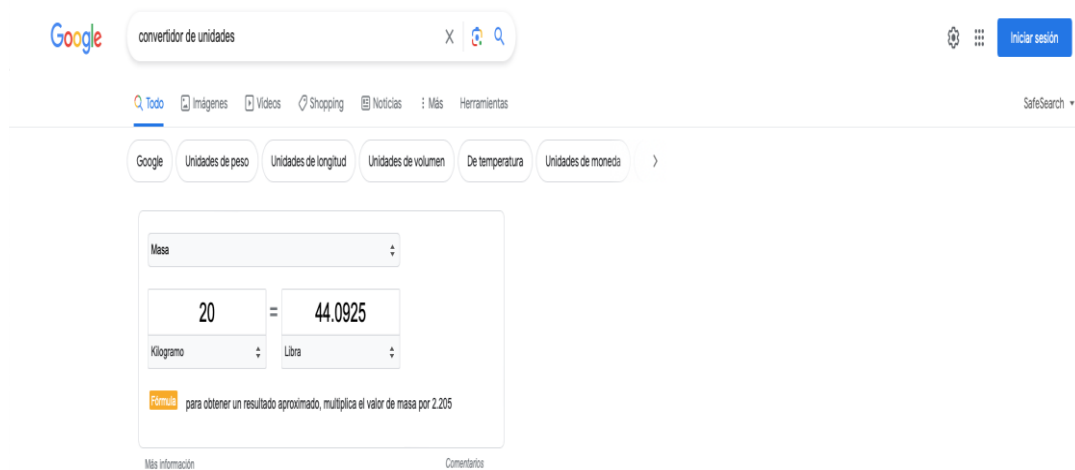 Google convertidor de unidades Iniciar sesión
Todo Imágenes Videos Shopping Noticias Más Herramientas SafeSearch
Google Unidades de peso Unidades de longitud Unidades de volumen De temperatura Unidades de moneda
Masa
20 = 44.0925
Kilogramo Libra
Fórmula para obtener un resultado aproximado, multiplica el valor de masa por 2.205
Más información Comentarios